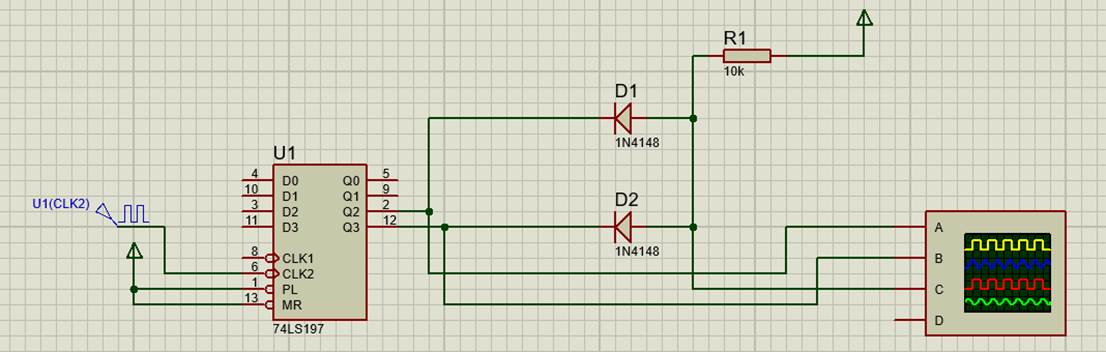 R1
10k
D1
1N4148
U1
4 D0 Q0 5
10 D1 Q1 9
3 D2 Q2 2
11 D3 Q3 12
D2
1N4148
U1(CLK2)
8 CLK1
6 CLK2
1 PL
13 MR
74LS197
A
B
C
D